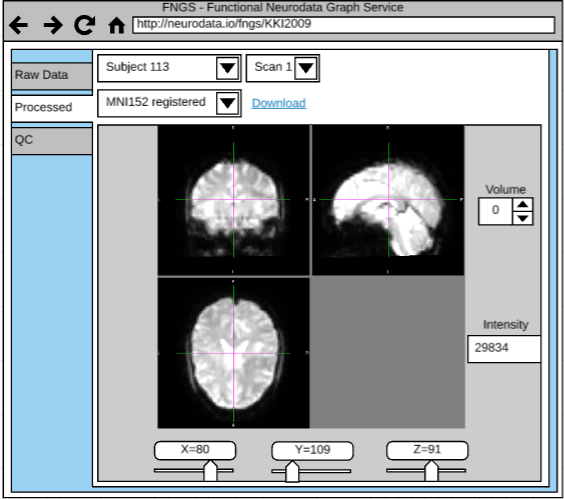 FNGS - Functional Neurodata Graph Service
http://neurodata.io/fngs/KKI2009
Raw Data
Processed
QC
Subject 113
Scan 1
MNI152 registered
Download
Volume
0
Intensity
29834
X=80
Y=109
Z=91